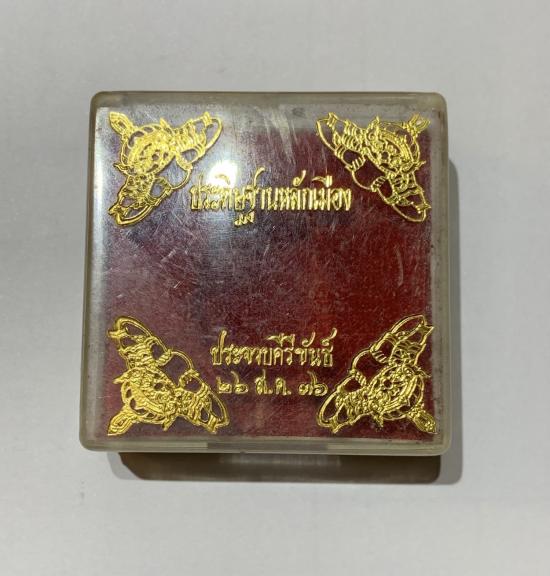 ประดิษฐานหลักเมือง
ประจวบคีรีขันธ์
๒๖ ส.ค. ๓๖